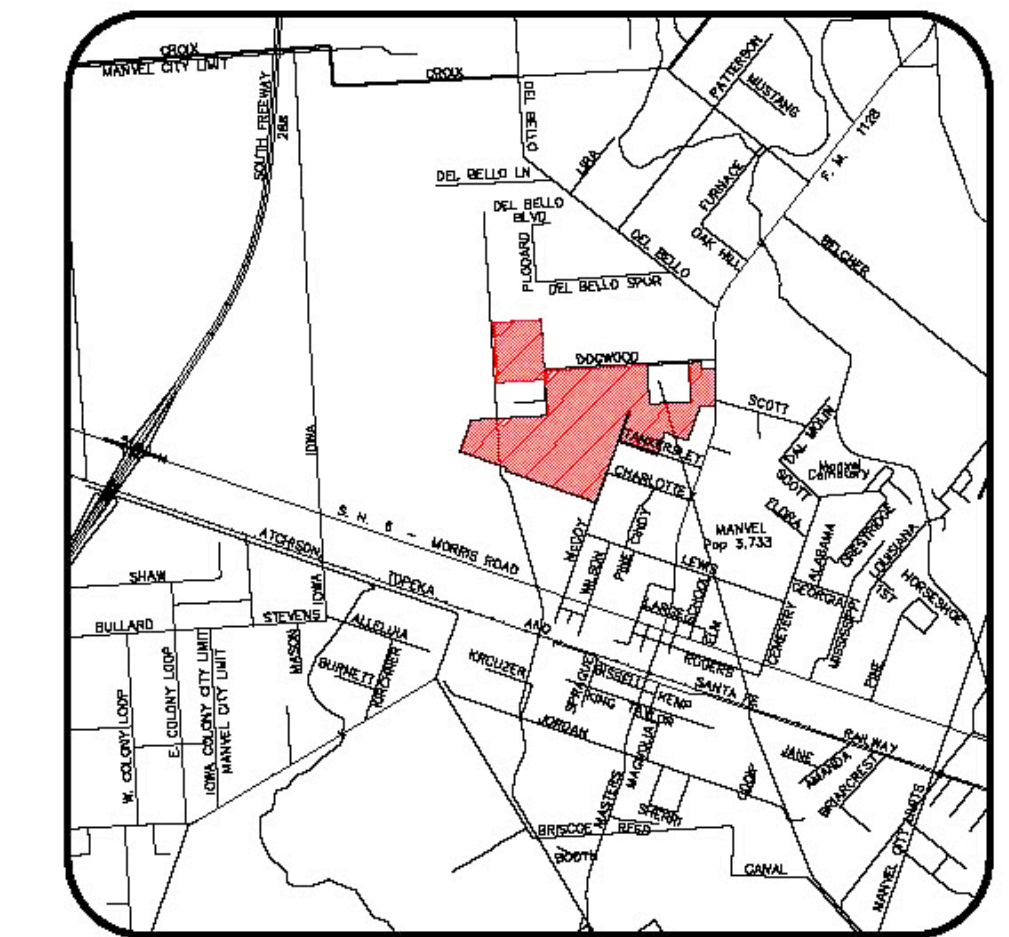 CROIX
MANVEL CITY LIMIT
CROIX
SOUTH FREEWAY
288
DEL BELLO
PATTERSON
MUSTANG
F. M. 1128
LIRA
DEL BELLO LN
DEL BELLO
BLVD
FURNACE
OAK HILL
DEL BELLO
BELCHER
DEL BELLO SPUR
DOGWOOD
SCOTT
DAL MOLIN
TANKERSLEY
Manvel
Cemetery
SCOTT
CHARLOTTE
IOWA
FLORA
CRESTRIDGE
S. H. 6 - MORRIS ROAD
MANVEL
Pop 3,733
ALABAMA
LOUISIANA
McCOY
CINDY
PINE
WILSON
LEWIS
ATCHISON
TOPEKA
AND
SANTA FE
RAILWAY
GEORGIA
1ST
HORSESHOE
SHAW
IOWA
LARGE
SCHOOL
ELM
CEMETERY
MISSISSIPPI
PINE
BULLARD
STEVENS
MASON
ALLELUIA
BURNETT
KIRCHNER
ROGERS
KROUZER
SPRAGUE
BISSELL
KING
KEMP
TAYLOR
JORDAN
MAGNOLIA
MASTERS
W. COLONY LOOP
E. COLONY LOOP
IOWA COLONY CITY LIMIT
MANVEL CITY LIMIT
JANE
AMANDA
BRIARCREST
SHERRI
BRISCOE
REED
BOOTH
CANAL
MANVEL CITY LIMITS